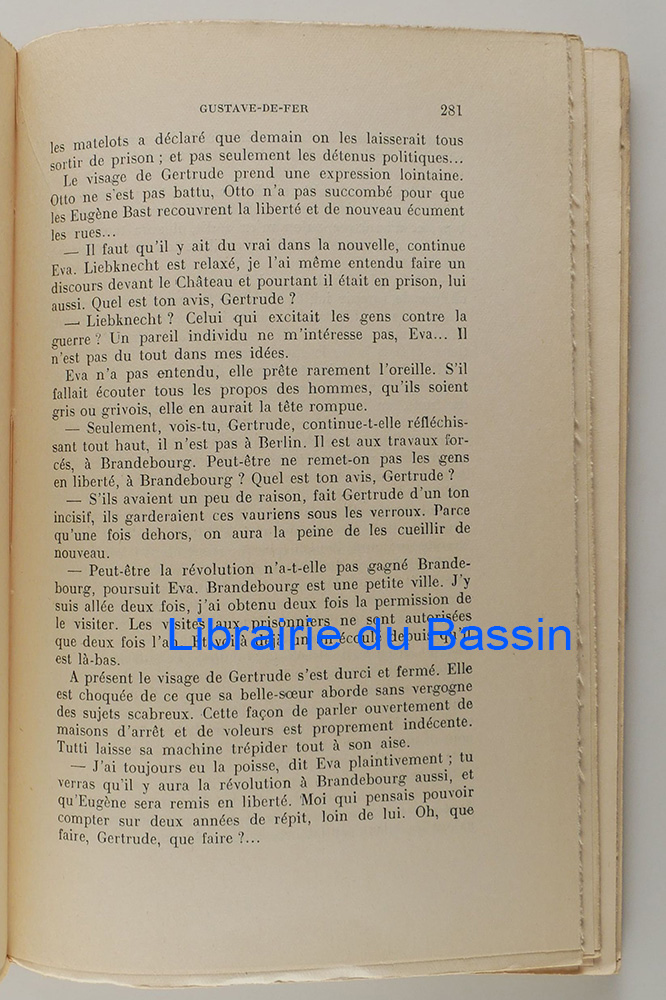 GUSTAVE-DE-FER 281
les matelots a déclaré que demain on les laisserait tous
sortir de prison ; et pas seulement les détenus politiques...
Le visage de Gertrude prend une expression lointaine.
Otto ne s'est pas battu, Otto n'a pas succombé pour que
les Eugène Bast recouvrent la liberté et de nouveau écument
les rues...
— Il faut qu'il y ait du vrai dans la nouvelle, continue
Eva. Liebknecht est relaxé, je l'ai même entendu faire un
discours devant le Château et pourtant il était en prison, lui
aussi. Quel est ton avis, Gertrude ?
— Liebknecht ? Celui qui excitait les gens contre la
guerre ? Un pareil individu ne m'intéresse pas, Eva... Il
n'est pas du tout dans mes idées.
Eva n'a pas entendu, elle prête rarement l'oreille. S'il
fallait écouter tous les propos des hommes, qu'ils soient
gris ou grivois, elle en aurait la tête rompue.
— Seulement, vois-tu, Gertrude, continue-t-elle réfléchis-
sant tout haut, il n'est pas à Berlin. Il est aux travaux for-
cés, à Brandebourg. Peut-être ne remet-on pas les gens
en liberté, à Brandebourg ? Quel est ton avis, Gertrude ?
— S'ils avaient un peu de raison, fait Gertrude d'un ton
incisif, ils garderaient ces vauriens sous les verroux. Parce
qu'une fois dehors, on aura la peine de les cueillir de
nouveau.
— Peut-être la révolution n'a-t-elle pas gagné Brande-
bourg, poursuit Eva. Brandebourg est une petite ville. J'y
suis allée deux fois, j'ai obtenu deux fois la permission de
le visiter. Les visites aux prisonniers ne sont autorisées
que deux fois l'an. Et voilà déjà un an écoulé depuis qu'il
est là-bas.
Librairie du Bassin
A présent le visage de Gertrude s'est durci et fermé. Elle
est choquée de ce que sa belle-sœur aborde sans vergogne
des sujets scabreux. Cette façon de parler ouvertement de
maisons d'arrêt et de voleurs est proprement indécente.
Tutti laisse sa machine trépider tout à son aise.
— J'ai toujours eu la poisse, dit Eva plaintivement ; tu
verras qu'il y aura la révolution à Brandebourg aussi, et
qu'Eugène sera remis en liberté. Moi qui pensais pouvoir
compter sur deux années de répit, loin de lui. Oh, que
faire, Gertrude, que faire ?...